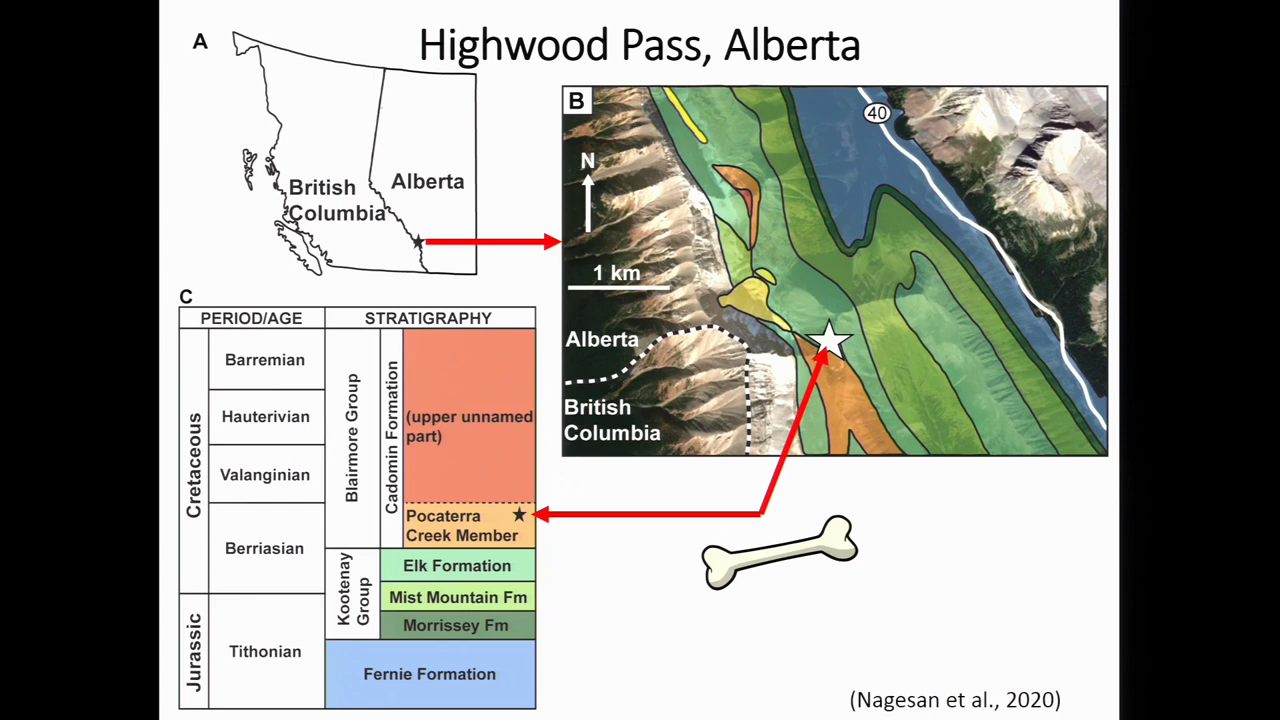 Highwood Pass, Alberta
A
British
Columbia
Alberta
B
40
N
1 km
Alberta
British
Columbia
C
PERIOD/AGE
STRATIGRAPHY
Cretaceous
Barremian
Hauterivian
Valanginian
Berriasian
Jurassic
Tithonian
Blairmore Group
Cadomin Formation
(upper unnamed
part)
Pocaterra
Creek Member
Kootenay
Group
Elk Formation
Mist Mountain Fm
Morrissey Fm
Fernie Formation
(Nagesan et al., 2020)